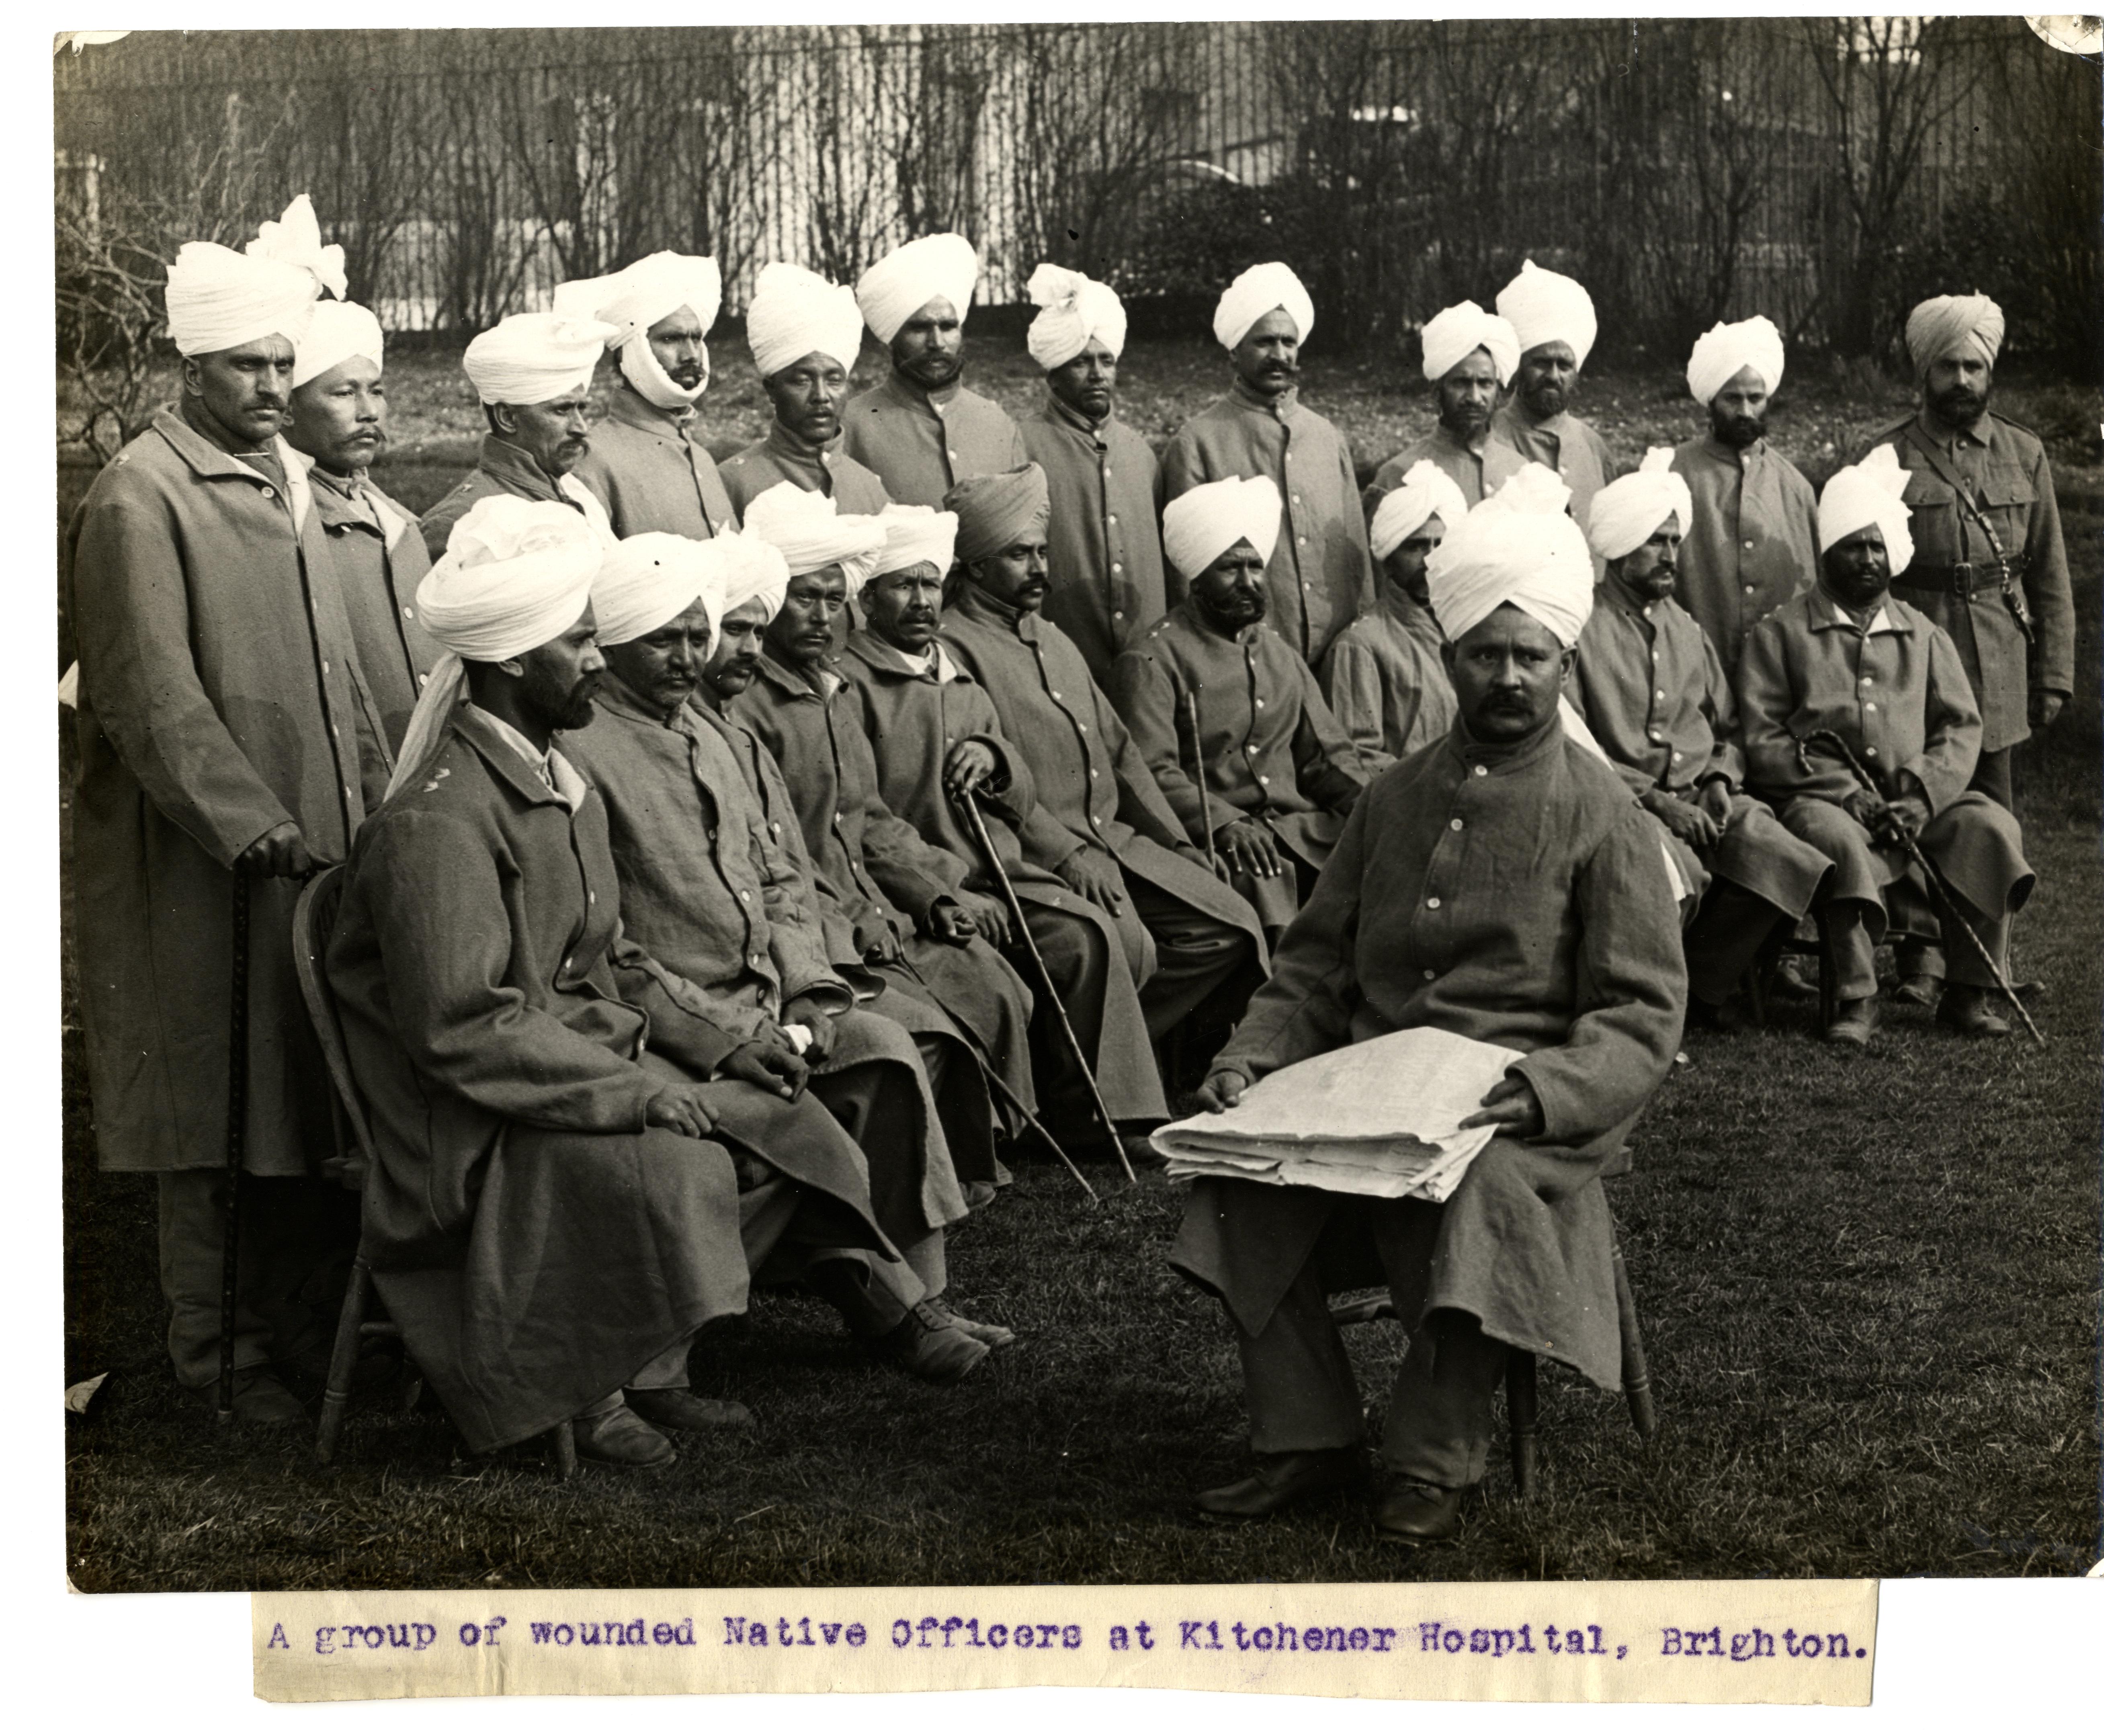 A group of wounded Native Officers at Kitchener Hospital, Brighton.